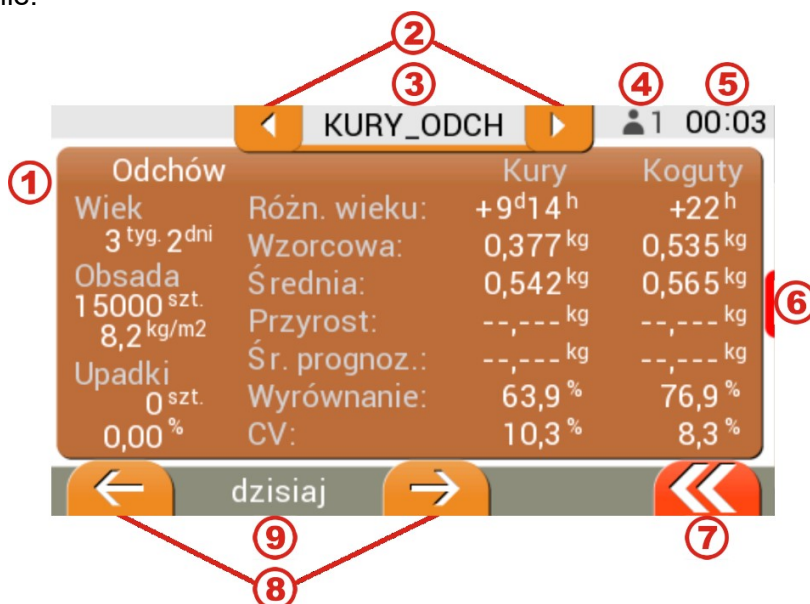 2
3 4 5
KURY_ODCH 1 00:03
1
Odchów Kury Koguty
Wiek Różn. wieku: +9d14h +22h
3 tyg. 2dni Wzorcowa: 0,377 kg 0,535 kg
Obsada Średnia: 0,542 kg 0,565 kg
15000 szt. Przyrost: --,--- kg --,--- kg
8,2 kg/m2 Śr. prognoz.: --,--- kg --,--- kg
Upadki Wyrównanie: 63,9 % 76,9 %
0 szt.
0,00 % CV: 10,3 % 8,3 %
6
dzisiaj
9 7
8